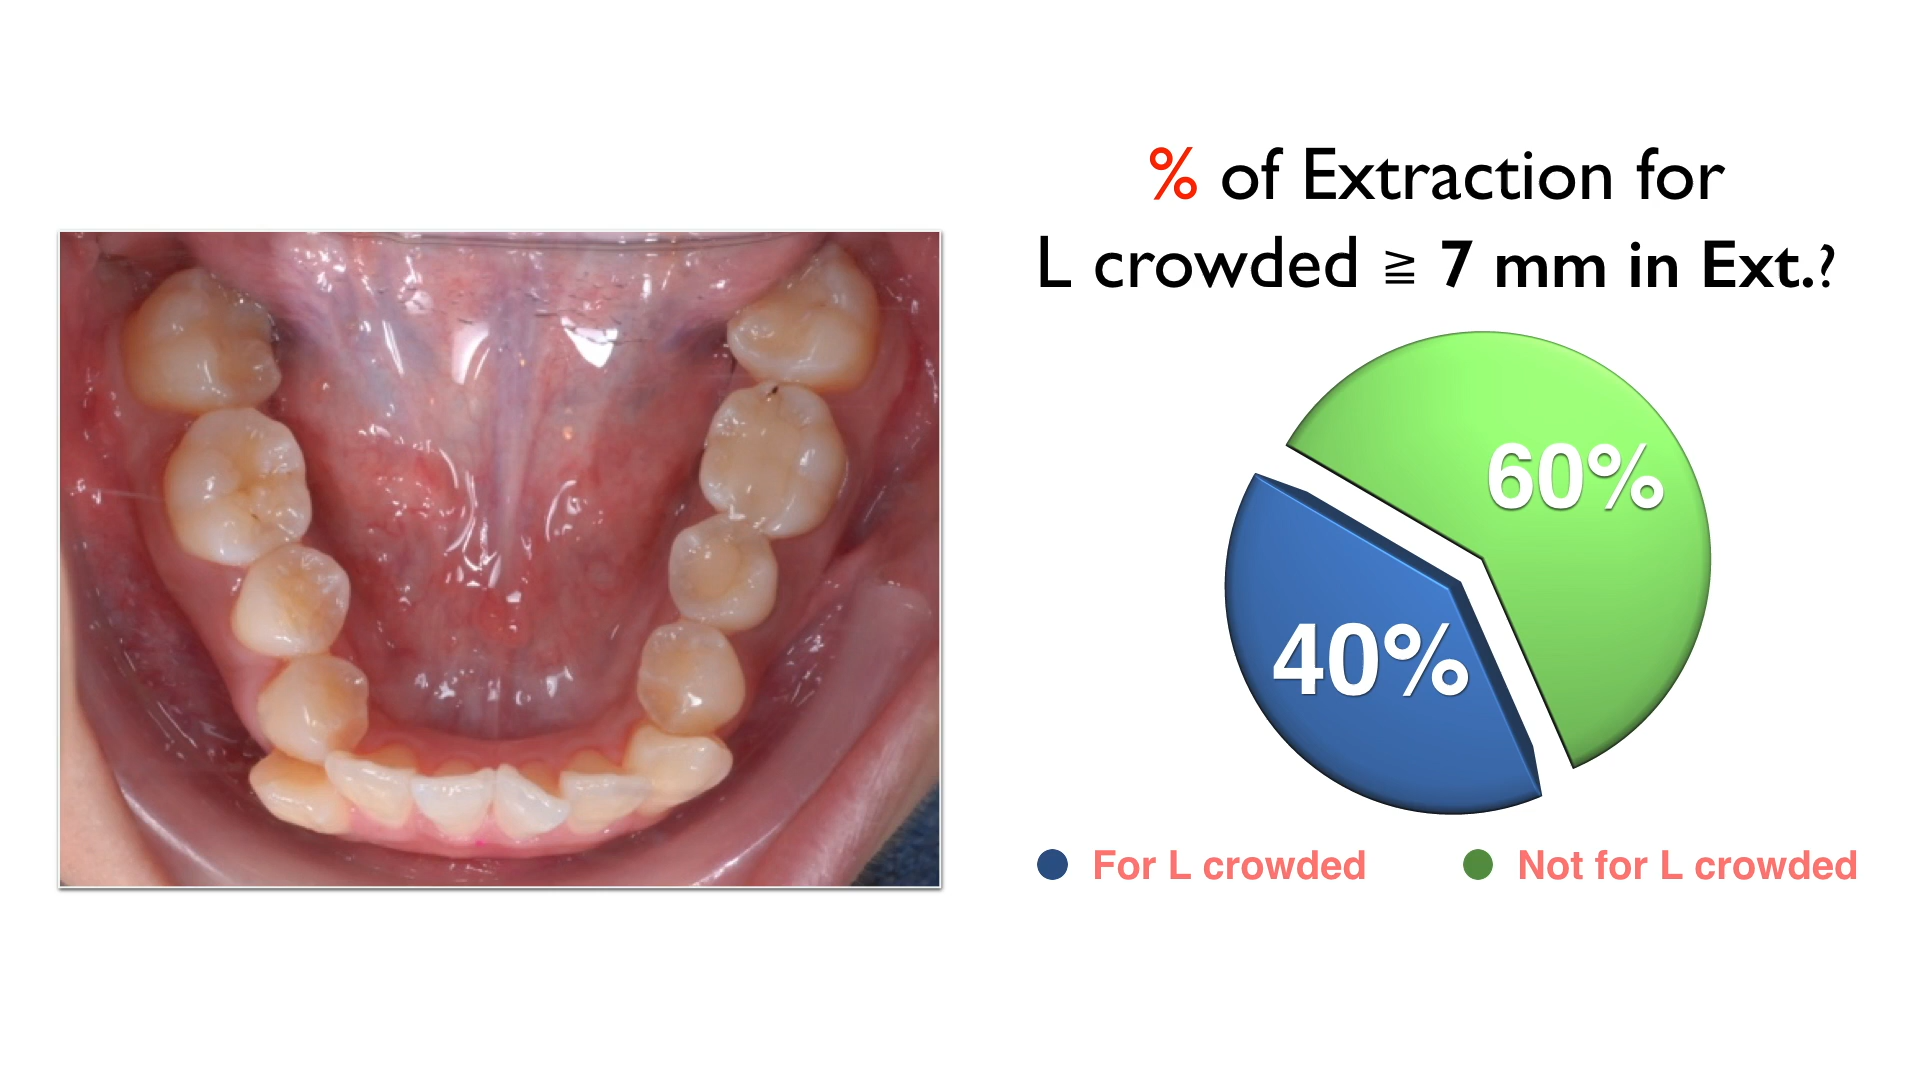 % of Extraction for
L crowded ≧ 7 mm in Ext.?
60%
40%
For L crowded
Not for L crowded